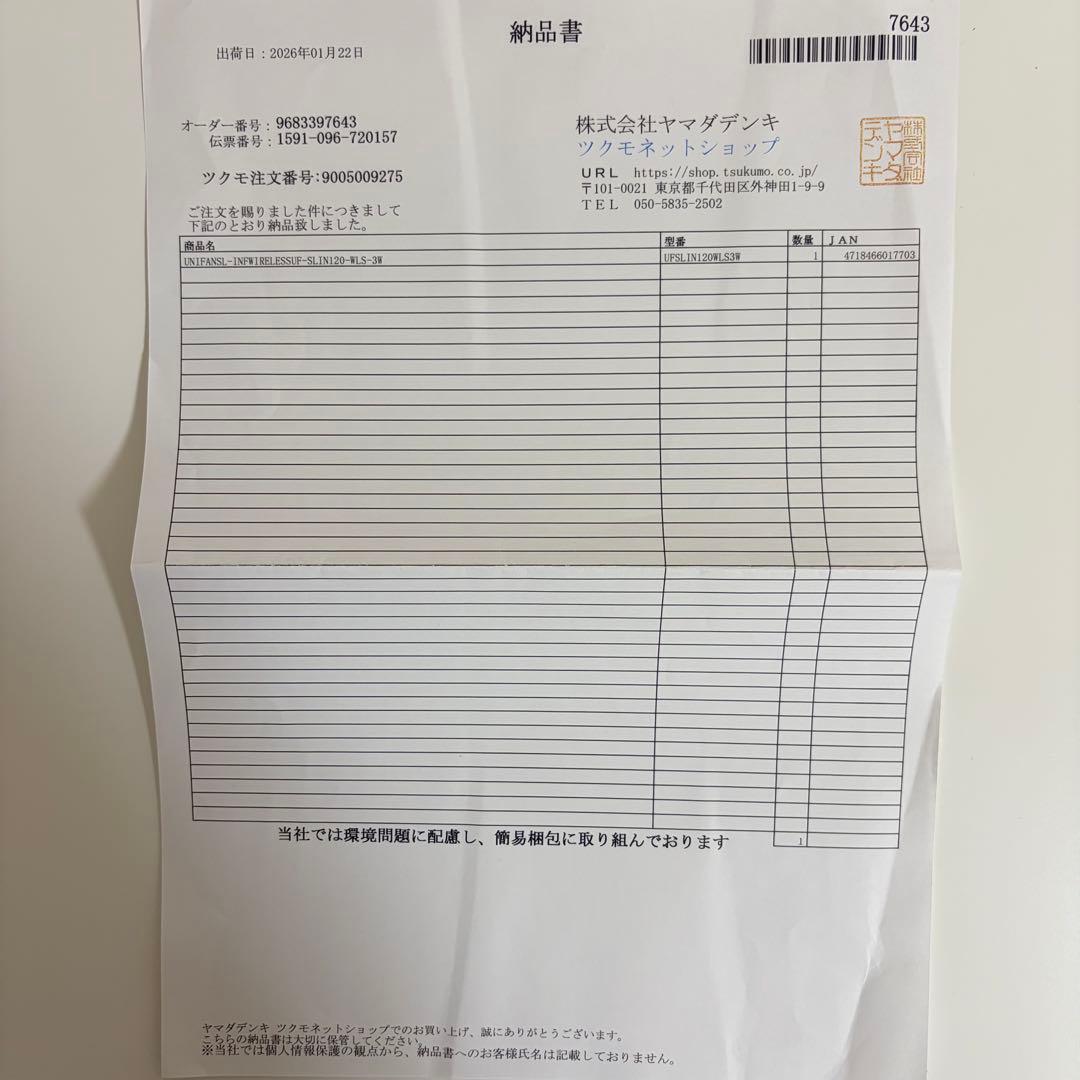 納品書
7643
出荷日：2026年01月22日
オーダー番号：9683397643
伝票番号：1591-096-720157
ツクモ注文番号:9005009275
株式会社ヤマダデンキ
ツクモネットショップ
URL https://shop.tsukumo.co.jp/
〒101-0021 東京都千代田区外神田1-9-9
TEL 050-5835-2502
株式会社ヤマダデンキ
ご注文を賜りました件につきまして
下記のとおり納品致しました。
商品名 型番 数量 JAN
UNIFANSL-INFWIRELESSUF-SLIN120-WLS-3W UFSLIN120WLS3W 1 4718466017703
当社では環境問題に配慮し、簡易梱包に取り組んでおります
1
ヤマダデンキ ツクモネットショップでのお買い上げ、誠にありがとうございます。
こちらの納品書は大切に保管してください。
※当社では個人情報保護の観点から、納品書へのお客様氏名は記載しておりません。